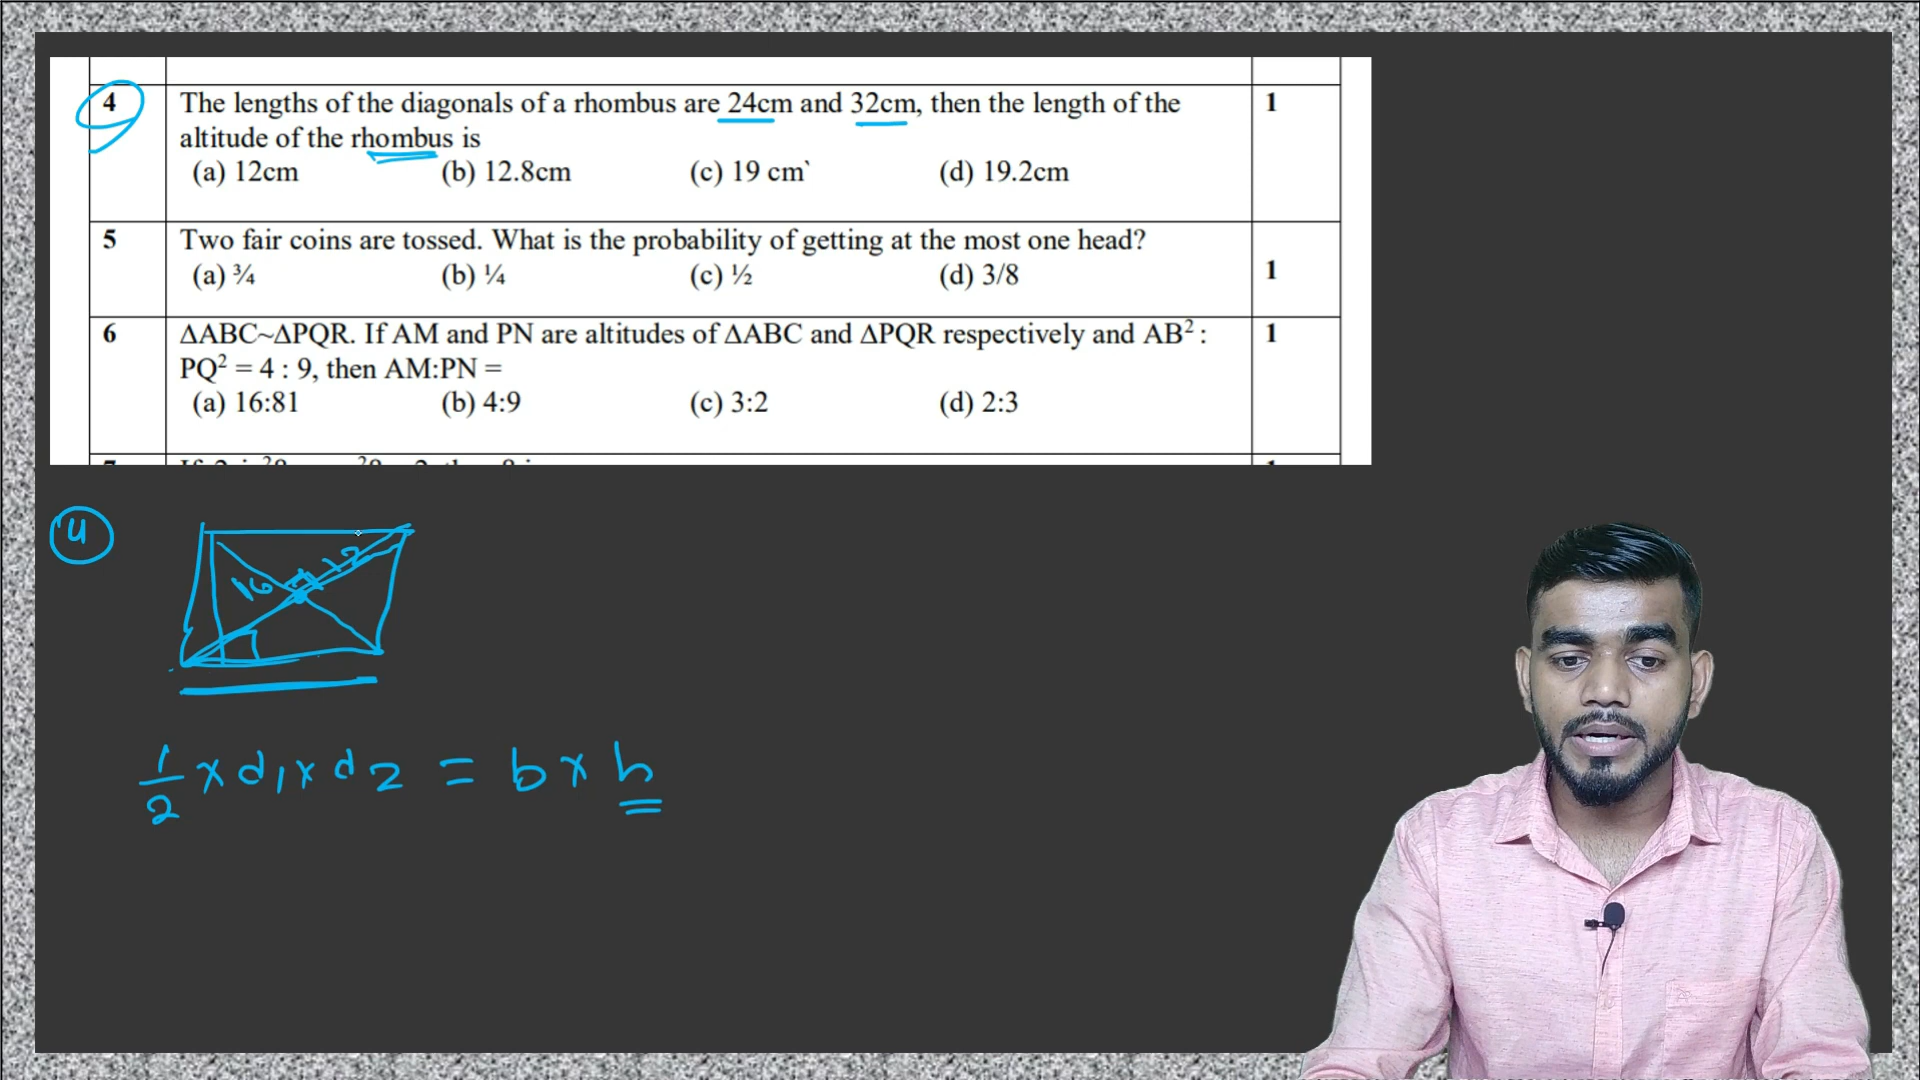 4 The lengths of the diagonals of a rhombus are 24cm and 32cm, then the length of the 1
altitude of the rhombus is
(a) 12cm (b) 12.8cm (c) 19 cm` (d) 19.2cm
5 Two fair coins are tossed. What is the probability of getting at the most one head?
(a) ¾ (b) ¼ (c) ½ (d) 3/8 1
6 ΔABC~ΔPQR. If AM and PN are altitudes of ΔABC and ΔPQR respectively and AB² : 1
PQ² = 4 : 9, then AM:PN =
(a) 16:81 (b) 4:9 (c) 3:2 (d) 2:3
4
16 12
1/2 x d1 x d2 = b x h